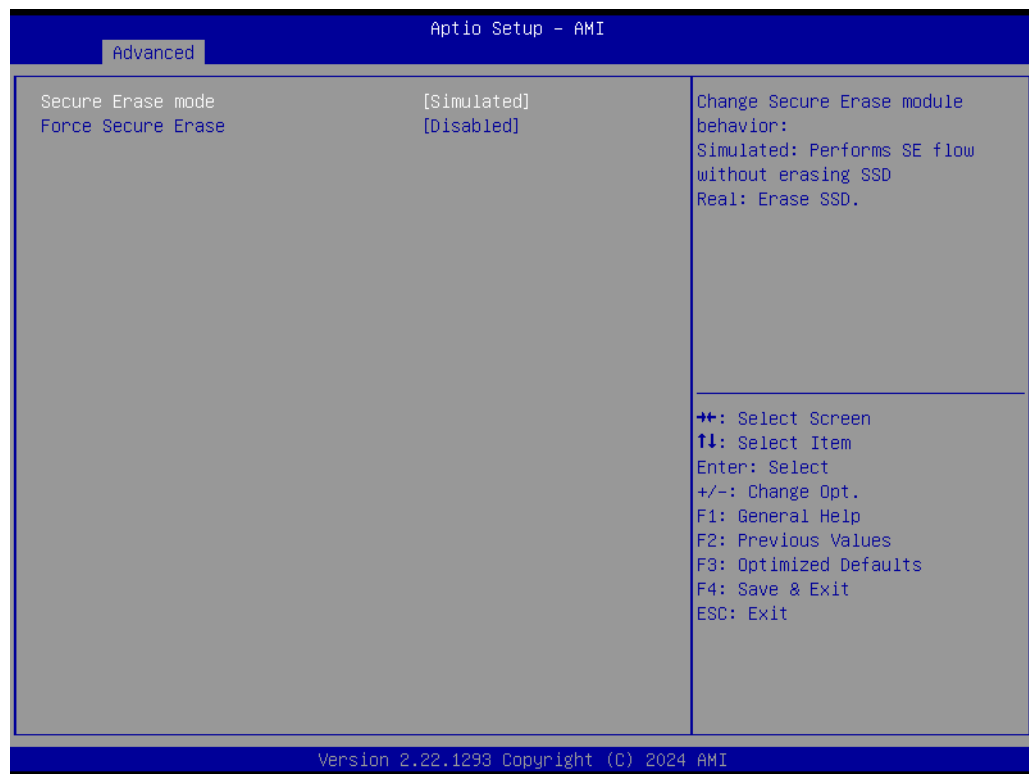 Aptio Setup – AMI
Advanced
Secure Erase mode [Simulated]
Force Secure Erase [Disabled]
Change Secure Erase module
behavior:
Simulated: Performs SE flow
without erasing SSD
Real: Erase SSD.
→←: Select Screen
↑↓: Select Item
Enter: Select
+/-: Change Opt.
F1: General Help
F2: Previous Values
F3: Optimized Defaults
F4: Save & Exit
ESC: Exit
Version 2.22.1293 Copyright (C) 2024 AMI